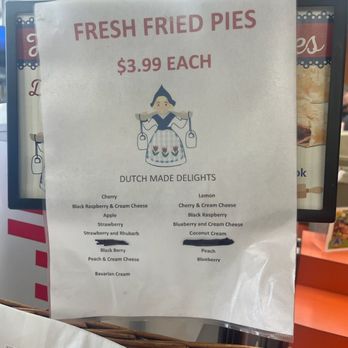 FRESH FRIED PIES
$3.99 EACH
DUTCH MADE DELIGHTS
Cherry
Black Raspberry & Cream Cheese
Apple
Strawberry
Strawberry and Rhubarb
Black Berry
Peach & Cream Cheese
Bavarian Cream
Lemon
Cherry & Cream Cheese
Black Raspberry
Blueberry and Cream Cheese
Coconut Cream
Peach
Blueberry